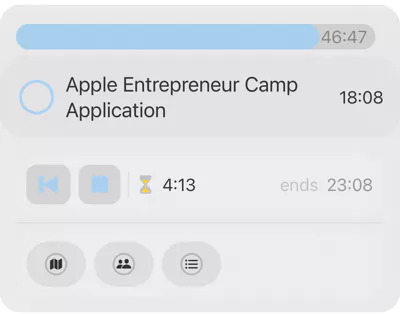 46:47
Apple Entrepreneur Camp
Application
18:08
4:13
ends 23:08